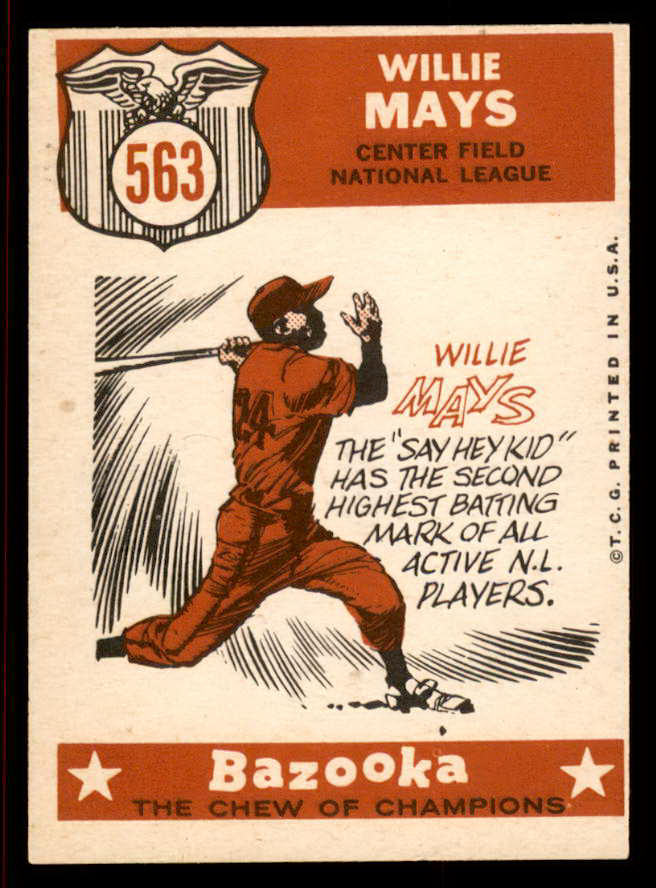 563
WILLIE
MAYS
CENTER FIELD
NATIONAL LEAGUE
24
WILLIE
MAYS
THE "SAY HEY KID"
HAS THE SECOND
HIGHEST BATTING
MARK OF ALL
ACTIVE N.L.
PLAYERS.
©T.C.G. PRINTED IN U.S.A.
Bazooka
THE CHEW OF CHAMPIONS